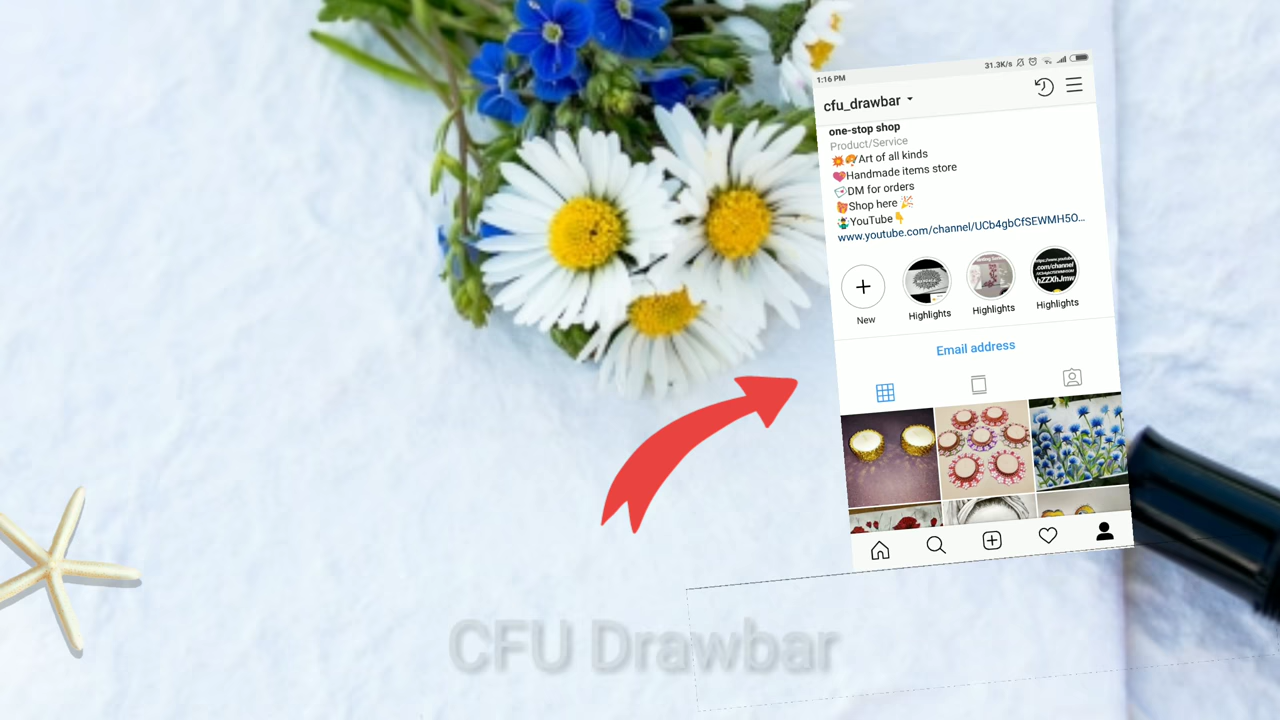 1:16 PM 31.3K/s
cfu_drawbar
one-stop shop
Product/Service
💥🎨Art of all kinds
💝Handmade items store
💌DM for orders
Shop here 🎉
YouTube👇
www.youtube.com/channel/UCb4gbCfSEWMH5O...
New Highlights Highlights Highlights
Email address
CFU Drawbar